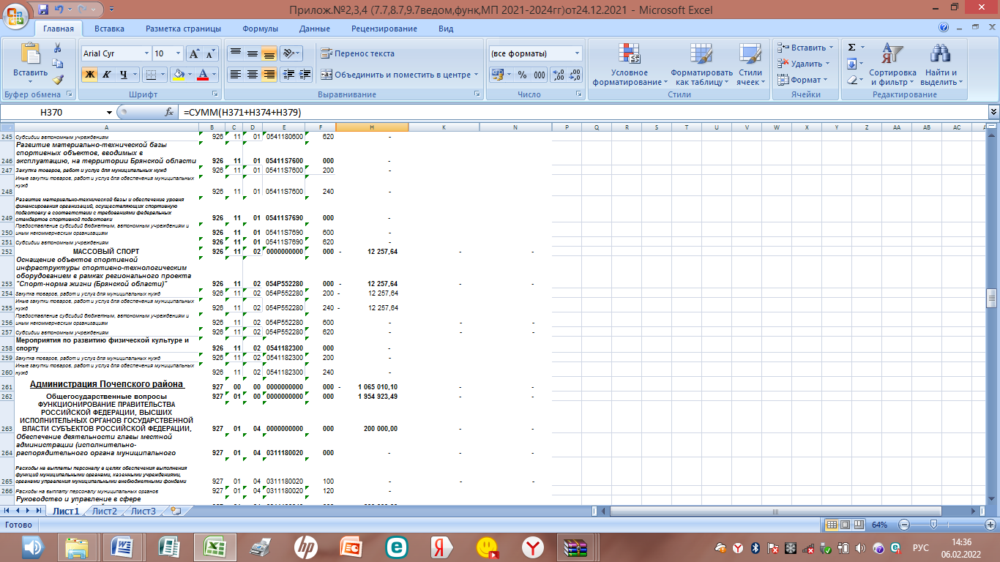 Прилож.№2,3,4 (7.7,8.7,9.7ведом,функ,МП 2021-2024гг)от24.12.2021 - Microsoft Excel
Главная Вставка Разметка страницы Формулы Данные Рецензирование Вид
Вставить
Буфер обмена
Arial Cyr 10
Ж К Ч
Шрифт
Перенос текста
Объединить и поместить в центре
Выравнивание
(все форматы)
% 000
Число
Условное форматирование
Форматировать как таблицу
Стили ячеек
Стили
Вставить
Удалить
Формат
Ячейки
Сортировка и фильтр
Найти и выделить
Редактирование
H370 fx =СУММ(H371+H374+H379)
A B C D E F H K N P Q R S T U V W X Y Z AA AB AC
245 Субсидии автономным учреждениям 926 11 01 0541180600 620 -
Развитие материально-технической базы
спортивных объектов, вводимых в
246 эксплуатацию, на территории Брянской области 926 11 01 05411S7600 000 -
247 Закупка товаров, работ и услуг для муниципальных нужд 926 11 01 05411S7600 200 -
Иные закупки товаров, работ и услуг для обеспечения муниципальных
нужд
248 926 11 01 05411S7600 240 -
Развитие материально-технической базы и обеспечение уровня
финансирования организаций, осуществляющих спортивную
подготовку в соответствии с требованиями федеральных
249 стандартов спортивной подготовки 926 11 01 05411S7690 000 -
Предоставление субсидий бюджетным, автономным учреждениям и
250 иным некоммерческим организациям 926 11 01 05411S7690 600 -
251 Субсидии автономным учреждениям 926 11 01 05411S7690 620 -
252 МАССОВЫЙ СПОРТ 926 11 02 0000000000 000 - 12 257,64 - -
Оснащение объектов спортивной
инфраструктуры спортивно-технологическим
оборудованием в рамках регионального проекта
253 "Спорт-норма жизни (Брянской области)" 926 11 02 054P552280 000 - 12 257,64 - -
254 Закупка товаров, работ и услуг для муниципальных нужд 926 11 02 054P552280 200 - 12 257,64
Иные закупки товаров, работ и услуг для обеспечения муниципальных
255 нужд 926 11 02 054P552280 240 - 12 257,64
Предоставление субсидий бюджетным, автономным учреждениям и
256 иным некоммерческим организациям 926 11 02 054P552280 600 - - -
257 Субсидии автономным учреждениям 926 11 02 054P552280 620 - - -
Мероприятия по развитию физической культуре и
258 спорту 926 11 02 0541182300 000 -
259 Закупка товаров, работ и услуг для муниципальных нужд 926 11 02 0541182300 200 -
Иные закупки товаров, работ и услуг для обеспечения муниципальных
260 нужд 926 11 02 0541182300 240 -
261 Администрация Почепского района 927 00 00 0000000000 000 - 1 065 010,10 - -
262 Общегосударственные вопросы 927 01 00 0000000000 000 1 954 923,49 - -
ФУНКЦИОНИРОВАНИЕ ПРАВИТЕЛЬСТВА
РОССИЙСКОЙ ФЕДЕРАЦИИ, ВЫСШИХ
ИСПОЛНИТЕЛЬНЫХ ОРГАНОВ ГОСУДАРСТВЕННОЙ
263 ВЛАСТИ СУБЪЕКТОВ РОССИЙСКОЙ ФЕДЕРАЦИИ, 927 01 04 0000000000 000 200 000,00 - -
Обеспечение деятельности главы местной
администрации (исполнительно-
264 распорядительного органа муниципального 927 01 04 0311180020 000 - - -
Расходы на выплаты персоналу в целях обеспечения выполнения
функций муниципальными органами, казенными учреждениями,
265 органами управления муниципальными внебюджетными фондами 927 01 04 0311180020 100 - - -
266 Расходы на выплату персоналу муниципальных органов 927 01 04 0311180020 120 -
Руководство и управление в сфере
Лист1 Лист2 Лист3
Готово 64%
РУС 14:36
06.02.2022